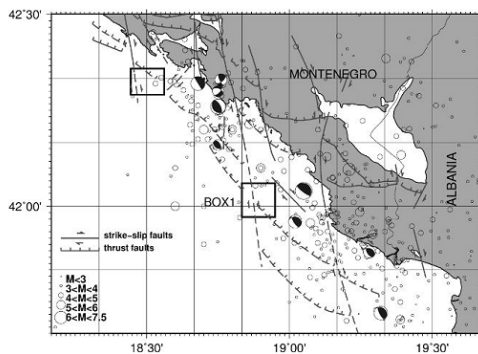 42°30'
MONTENEGRO
ALBANIA
BOX1
42°00'
strike-slip faults
thrust faults
M<3
3<M<4
4<M<5
5<M<6
6<M<7.5
18°30'
19°00'
19°30'